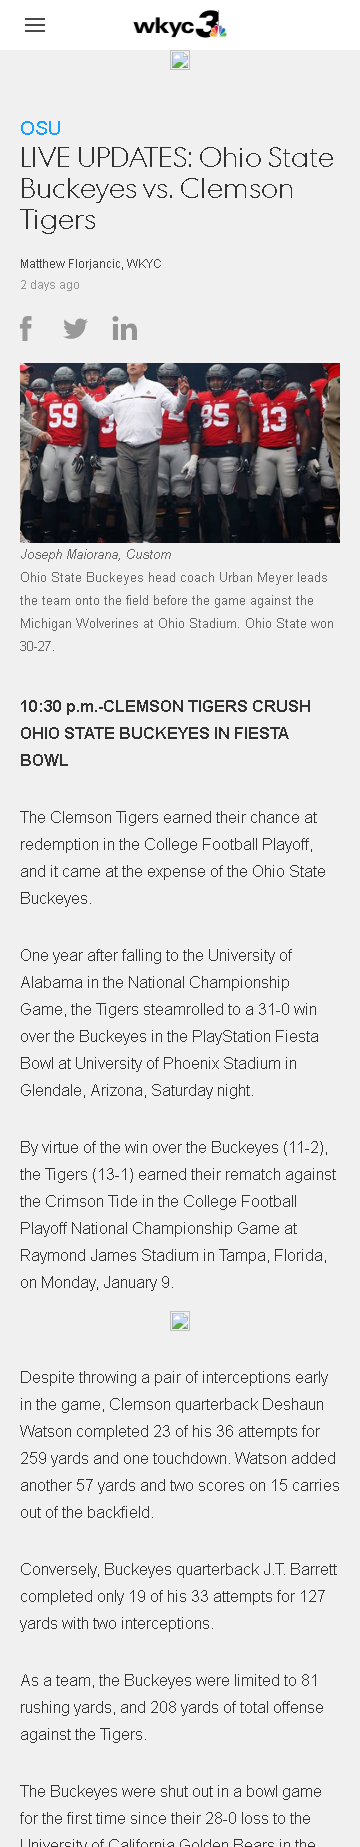 wkyc 3
OSU
LIVE UPDATES: Ohio State
Buckeyes vs. Clemson
Tigers
Matthew Florjancic, WKYC
2 days ago
59
85
13
Joseph Maiorana, Custom
Ohio State Buckeyes head coach Urban Meyer leads
the team onto the field before the game against the
Michigan Wolverines at Ohio Stadium. Ohio State won
30-27.
10:30 p.m.-CLEMSON TIGERS CRUSH
OHIO STATE BUCKEYES IN FIESTA
BOWL
The Clemson Tigers earned their chance at
redemption in the College Football Playoff,
and it came at the expense of the Ohio State
Buckeyes.
One year after falling to the University of
Alabama in the National Championship
Game, the Tigers steamrolled to a 31-0 win
over the Buckeyes in the PlayStation Fiesta
Bowl at University of Phoenix Stadium in
Glendale, Arizona, Saturday night.
By virtue of the win over the Buckeyes (11-2),
the Tigers (13-1) earned their rematch against
the Crimson Tide in the College Football
Playoff National Championship Game at
Raymond James Stadium in Tampa, Florida,
on Monday, January 9.
Despite throwing a pair of interceptions early
in the game, Clemson quarterback Deshaun
Watson completed 23 of his 36 attempts for
259 yards and one touchdown. Watson added
another 57 yards and two scores on 15 carries
out of the backfield.
Conversely, Buckeyes quarterback J.T. Barrett
completed only 19 of his 33 attempts for 127
yards with two interceptions.
As a team, the Buckeyes were limited to 81
rushing yards, and 208 yards of total offense
against the Tigers.
The Buckeyes were shut out in a bowl game
for the first time since their 28-0 loss to the
University of California Golden Bears in the